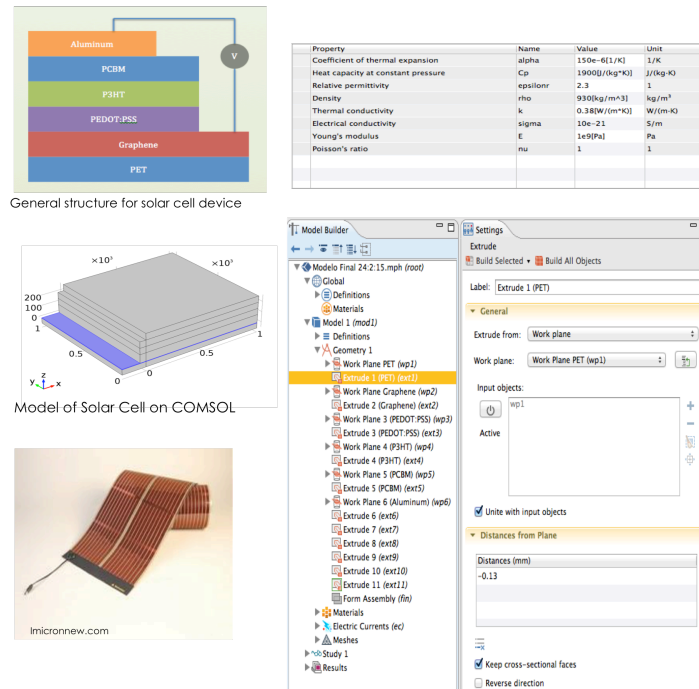 Aluminum
PCBM
P3HT
PEDOT:PSS
Graphene
PET
V
General structure for solar cell device
Property Name Value Unit
Coefficient of thermal expansion alpha 150e-6[1/K] 1/K
Heat capacity at constant pressure Cp 1900[J/(kg*K)] J/(kg·K)
Relative permittivity epsilonr 2.3 1
Density rho 930[kg/m^3] kg/m³
Thermal conductivity k 0.38[W/(m*K)] W/(m·K)
Electrical conductivity sigma 10e-21 S/m
Young's modulus E 1e9[Pa] Pa
Poisson's ratio nu 1 1
×10³ ×10³
200
100
0
1
0.5
0
0
0.5
1
z
y x
Model of Solar Cell on COMSOL
Imicronnew.com
Model Builder
Modelo Final 24:2:15.mph (root)
Global
Definitions
Materials
Model 1 (mod1)
Definitions
Geometry 1
Work Plane PET (wp1)
Extrude 1 (PET) (ext1)
Work Plane Graphene (wp2)
Extrude 2 (Graphene) (ext2)
Work Plane 3 (PEDOT:PSS) (wp3)
Extrude 3 (PEDOT:PSS) (ext3)
Work Plane 4 (P3HT) (wp4)
Extrude 4 (P3HT) (ext4)
Work Plane 5 (PCBM) (wp5)
Extrude 5 (PCBM) (ext5)
Work Plane 6 (Aluminum) (wp6)
Extrude 6 (ext6)
Extrude 7 (ext7)
Extrude 8 (ext8)
Extrude 9 (ext9)
Extrude 10 (ext10)
Extrude 11 (ext11)
Form Assembly (fin)
Materials
Electric Currents (ec)
Meshes
Study 1
Results
Settings
Extrude
Build Selected Build All Objects
Label: Extrude 1 (PET)
General
Extrude from: Work plane
Work plane: Work Plane PET (wp1)
Input objects:
wp1
Active
Unite with input objects
Distances from Plane
Distances (mm)
-0.13
Keep cross-sectional faces
Reverse direction